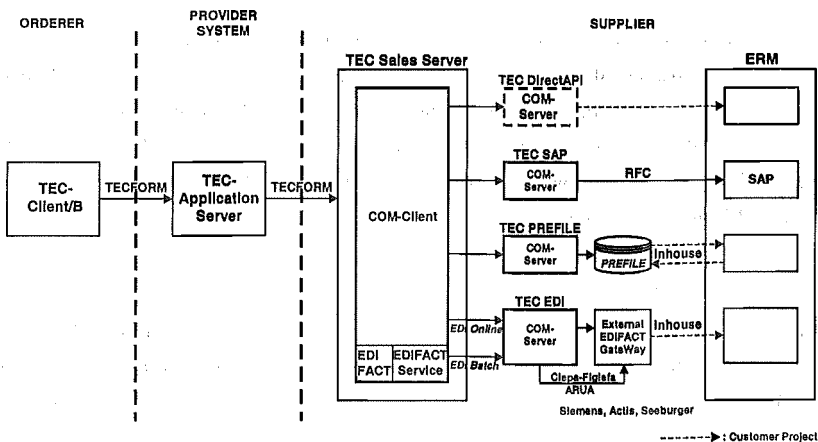 ORDERER
PROVIDER
SYSTEM
SUPPLIER
TEC Sales Server
ERM
TEC DirectAPI
COM-
Server
TEC SAP
COM-
Server
RFC
SAP
TEC-
Client/B
TECFORM
TEC-
Application
Server
TECFORM
COM-Client
TEC PREFILE
COM-
Server
PREFILE
Inhouse
TEC EDI
EDI Online
COM-
Server
External
EDIFACT
GateWay
Inhouse
EDI
FACT
EDIFACT
Service
EDI Batch
Clepa-Figiefa
ARUA
Siemens, Actis, Seeburger
: Customer Project